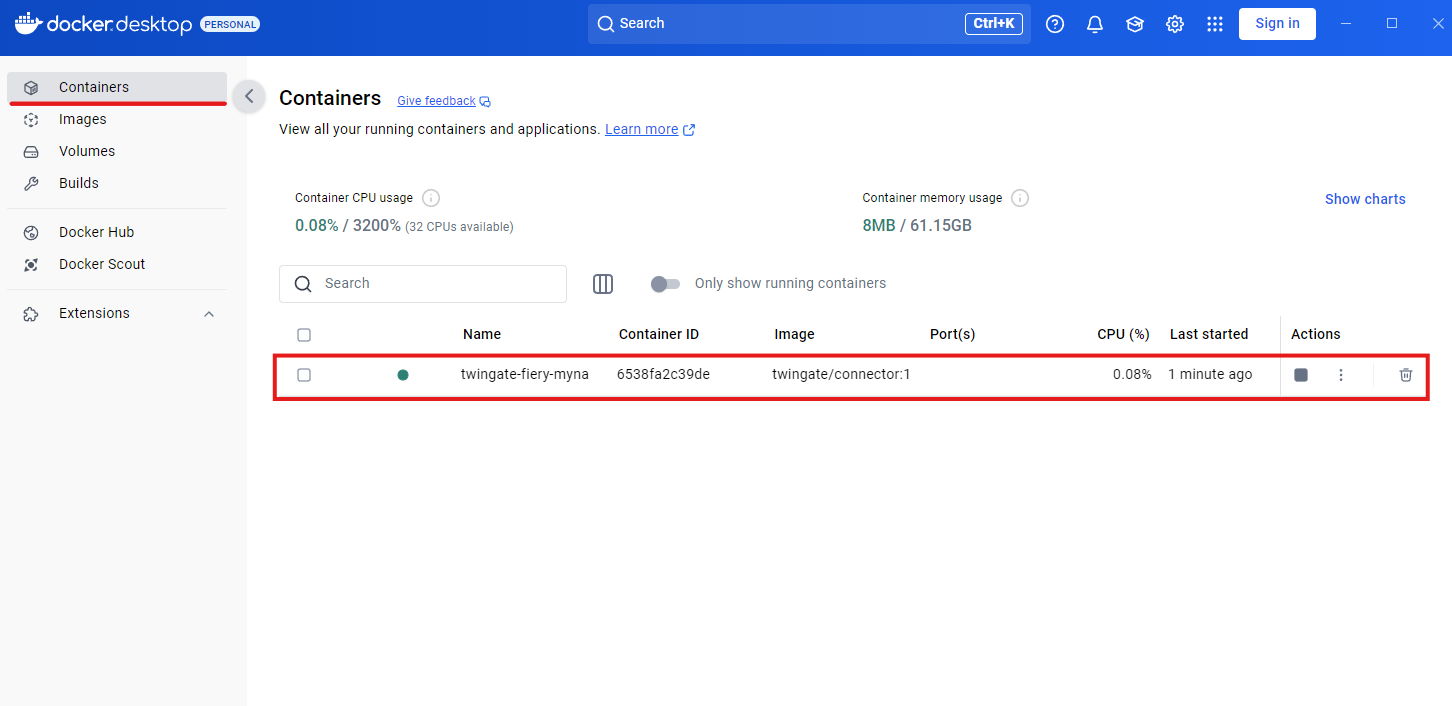 docker.desktop PERSONAL
Search Ctrl+K
Sign in
Containers
Images
Volumes
Builds
Docker Hub
Docker Scout
Extensions
Containers Give feedback
View all your running containers and applications. Learn more
Container CPU usage
0.08% / 3200% (32 CPUs available)
Container memory usage
8MB / 61.15GB
Show charts
Search
Only show running containers
Name Container ID Image Port(s) CPU (%) Last started Actions
twingate-fiery-myna 6538fa2c39de twingate/connector:1 0.08% 1 minute ago